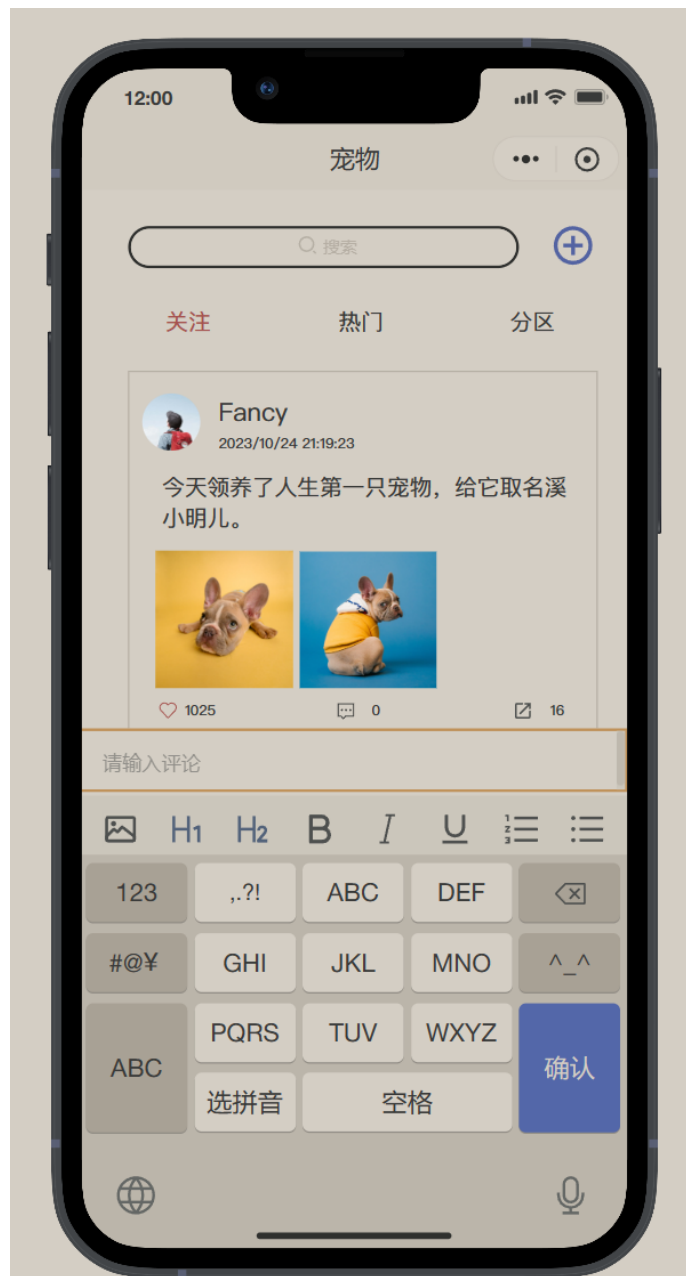 12:00
宠物
搜索
关注 热门 分区
Fancy
2023/10/24 21:19:23
今天领养了人生第一只宠物，给它取名溪
小明儿。
1025 0 16
请输入评论
H1 H2 B I U
123 ,.?! ABC DEF
#@¥ GHI JKL MNO ^_^
ABC PQRS TUV WXYZ 确认
选拼音 空格